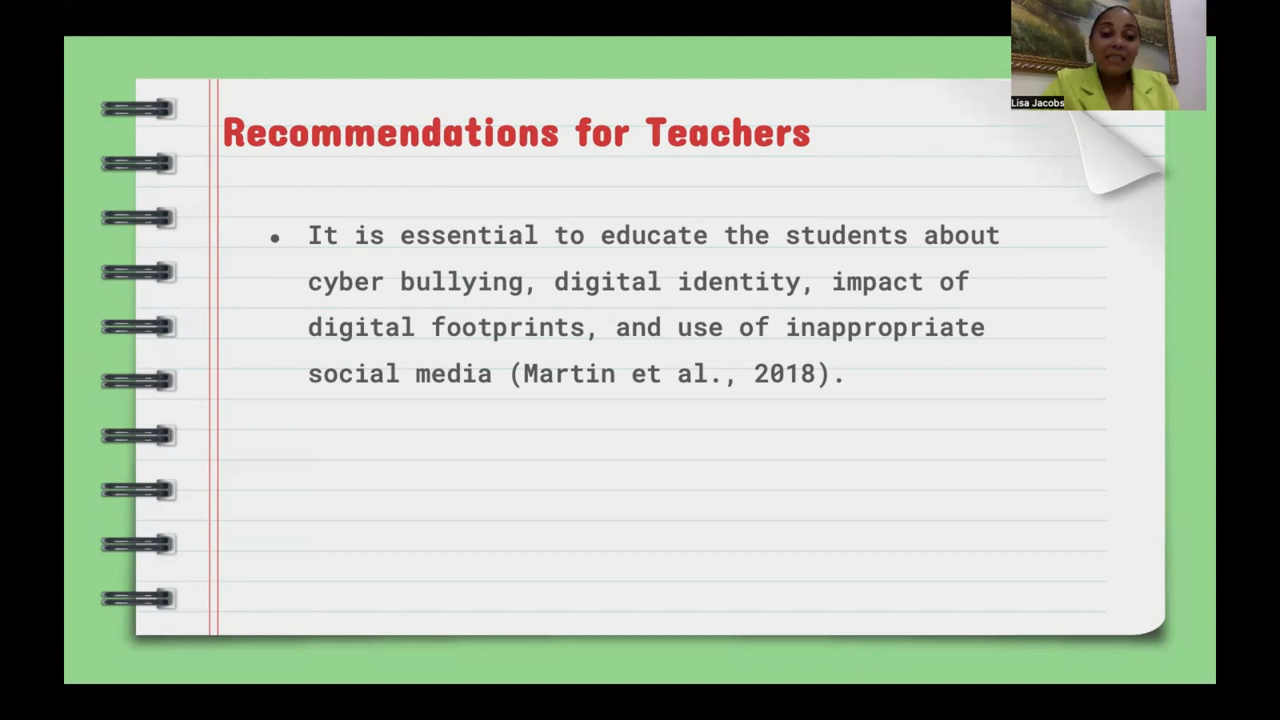 Lisa Jacobs
Recommendations for Teachers
• It is essential to educate the students about
cyber bullying, digital identity, impact of
digital footprints, and use of inappropriate
social media (Martin et al., 2018).